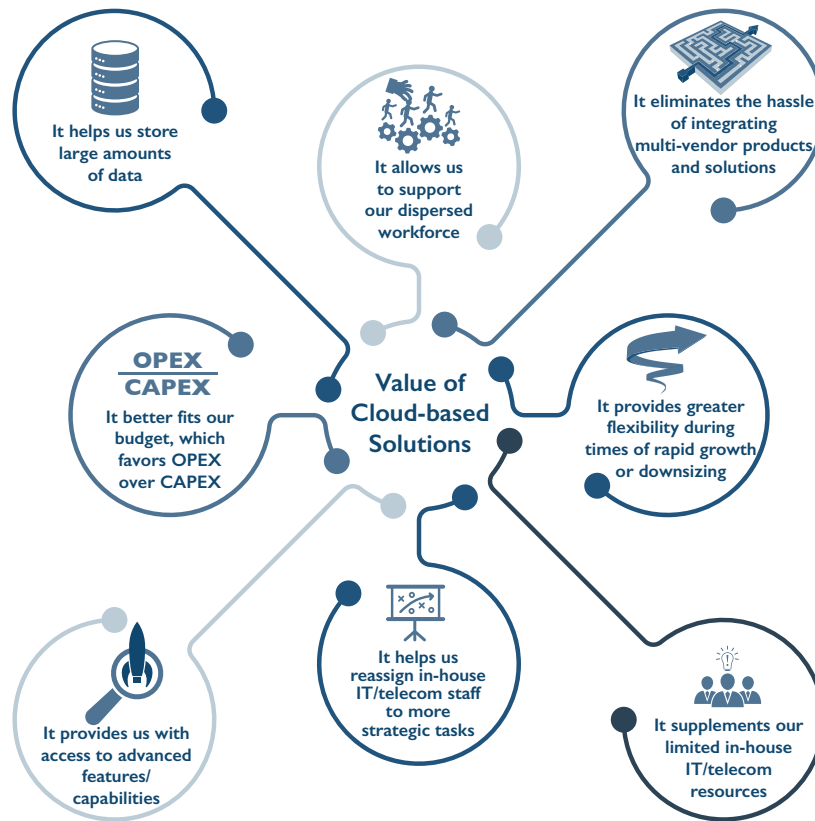 It helps us store
large amounts
of data
It allows us
to support
our dispersed
workforce
It eliminates the hassle
of integrating
multi-vendor products
and solutions
OPEX
CAPEX
It better fits our
budget, which
favors OPEX
over CAPEX
Value of
Cloud-based
Solutions
It provides greater
flexibility during
times of rapid growth
or downsizing
It provides us with
access to advanced
features/
capabilities
It helps us
reassign in-house
IT/telecom staff
to more
strategic tasks
It supplements our
limited in-house
IT/telecom
resources